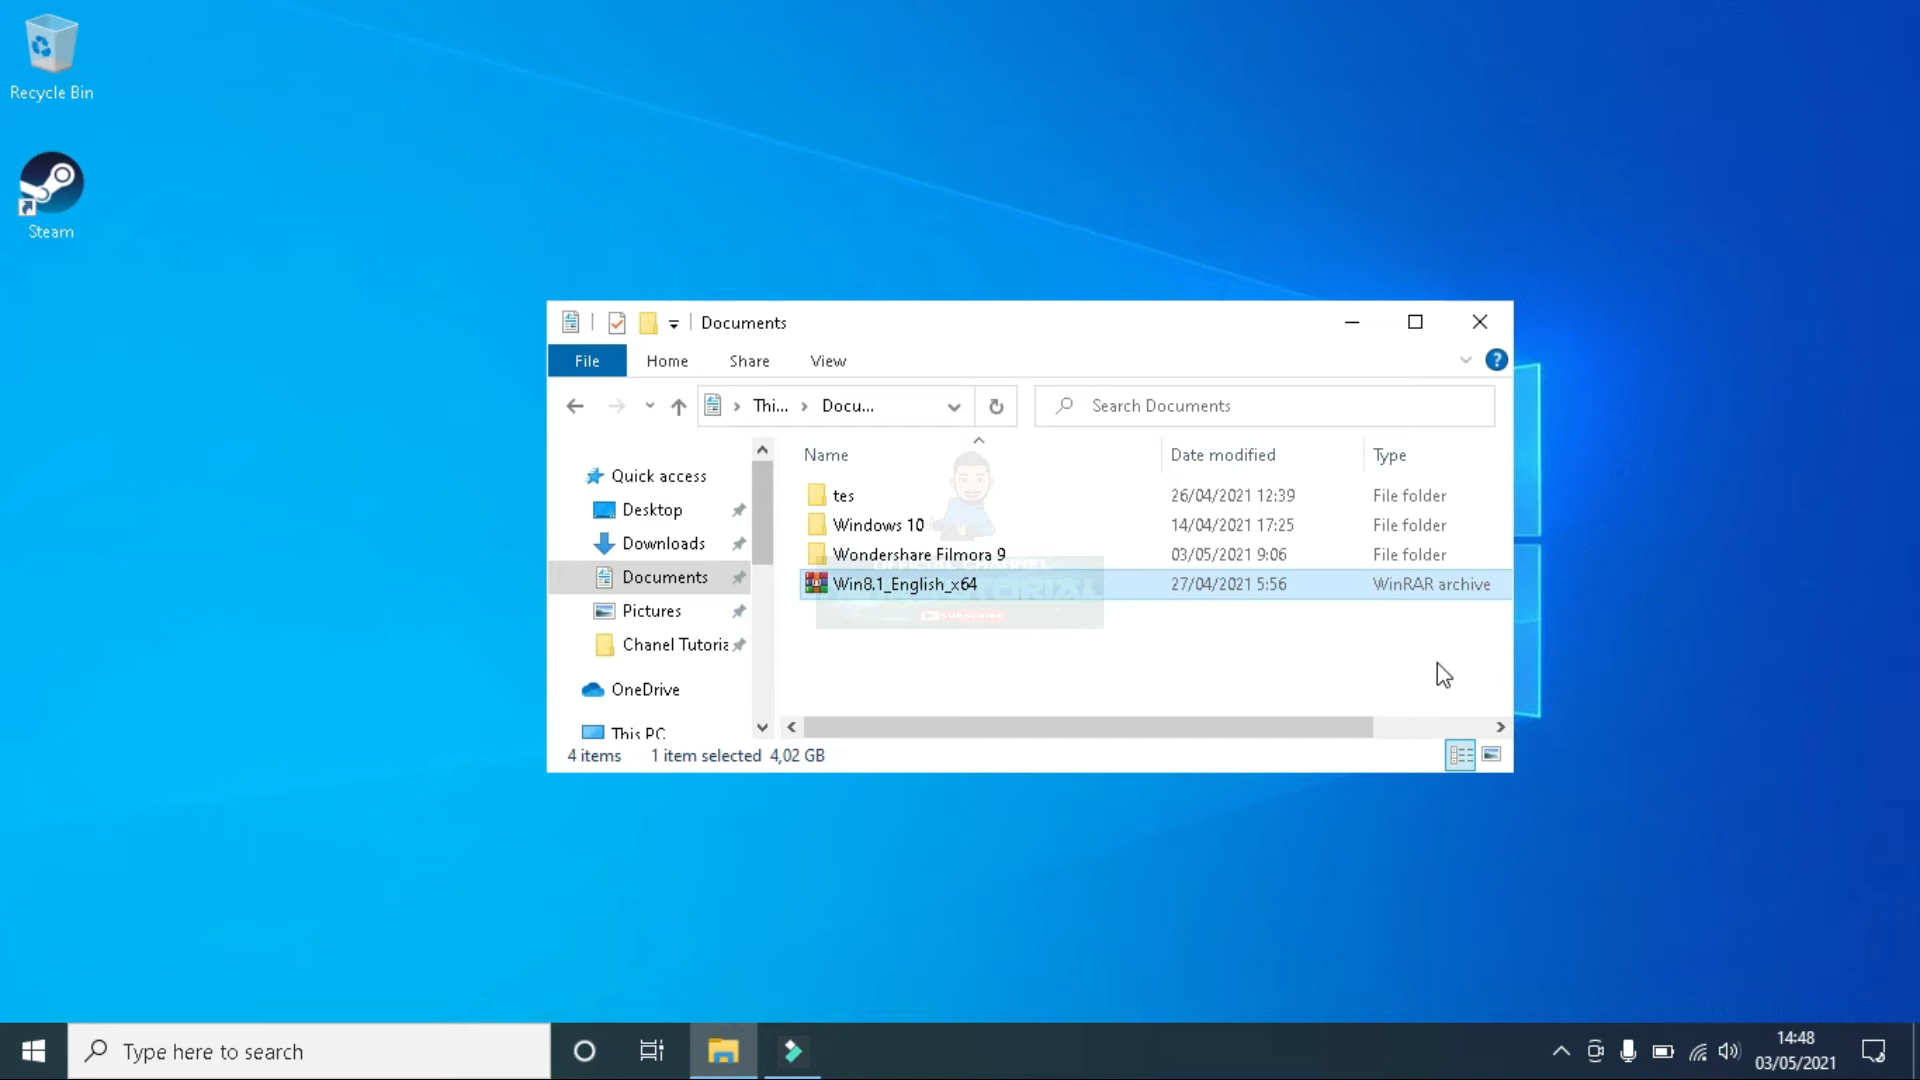 Recycle Bin
Steam
Documents
File Home Share View
Thi... Docu... Search Documents
Name Date modified Type
Quick access
Desktop
Downloads
Documents
Pictures
Chanel Tutoria
OneDrive
This PC
tes 26/04/2021 12:39 File folder
Windows 10 14/04/2021 17:25 File folder
Wondershare Filmora 9 03/05/2021 9:06 File folder
Win8.1_English_x64 27/04/2021 5:56 WinRAR archive
OFFICIAL CHANNEL
SUBSCRIBE
4 items 1 item selected 4,02 GB
Type here to search
14:48
03/05/2021